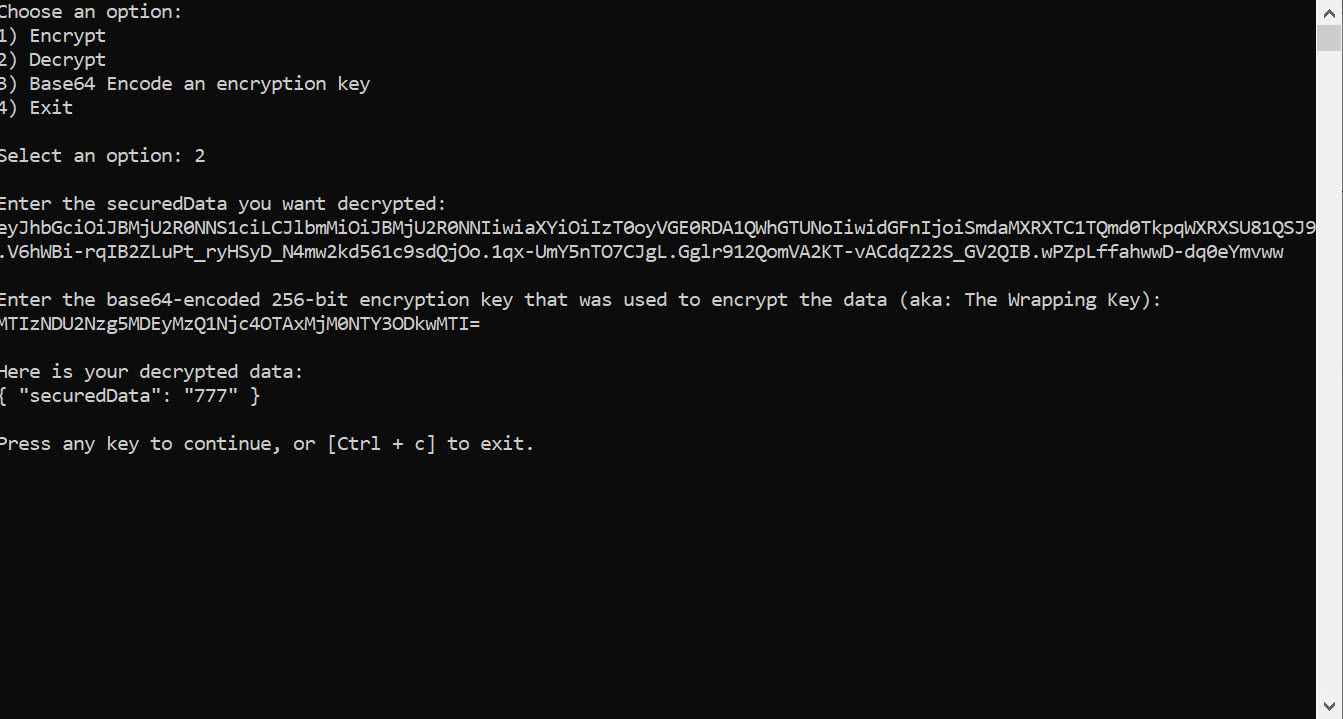 Choose an option:
1) Encrypt
2) Decrypt
3) Base64 Encode an encryption key
4) Exit
Select an option: 2
Enter the securedData you want decrypted:
eyJhbGciOiJBMjU2R0NNS1ciLCJlbmMiOiJBMjU2R0NNIiwiaXYiOiIzT0oyVGE0RDA1QWhGTUNoIiwidGFnIjoiSmdaMXRXTC1TQmd0TkpqWXRXSU81QSJ9
.V6hWBi-rqIB2ZLuPt_ryHSyD_N4mw2kd561c9sdQjOo.1qx-UmY5nTO7CJgL.Gglr912QomVA2KT-vACdqZ22S_GV2QIB.wPZpLffahwwD-dq0eYmvww
Enter the base64-encoded 256-bit encryption key that was used to encrypt the data (aka: The Wrapping Key):
MTIzNDU2Nzg5MDEyMzQ1Njc4OTAxMjM0NTY3ODkwMTI=
Here is your decrypted data:
{ "securedData": "777" }
Press any key to continue, or [Ctrl + c] to exit.